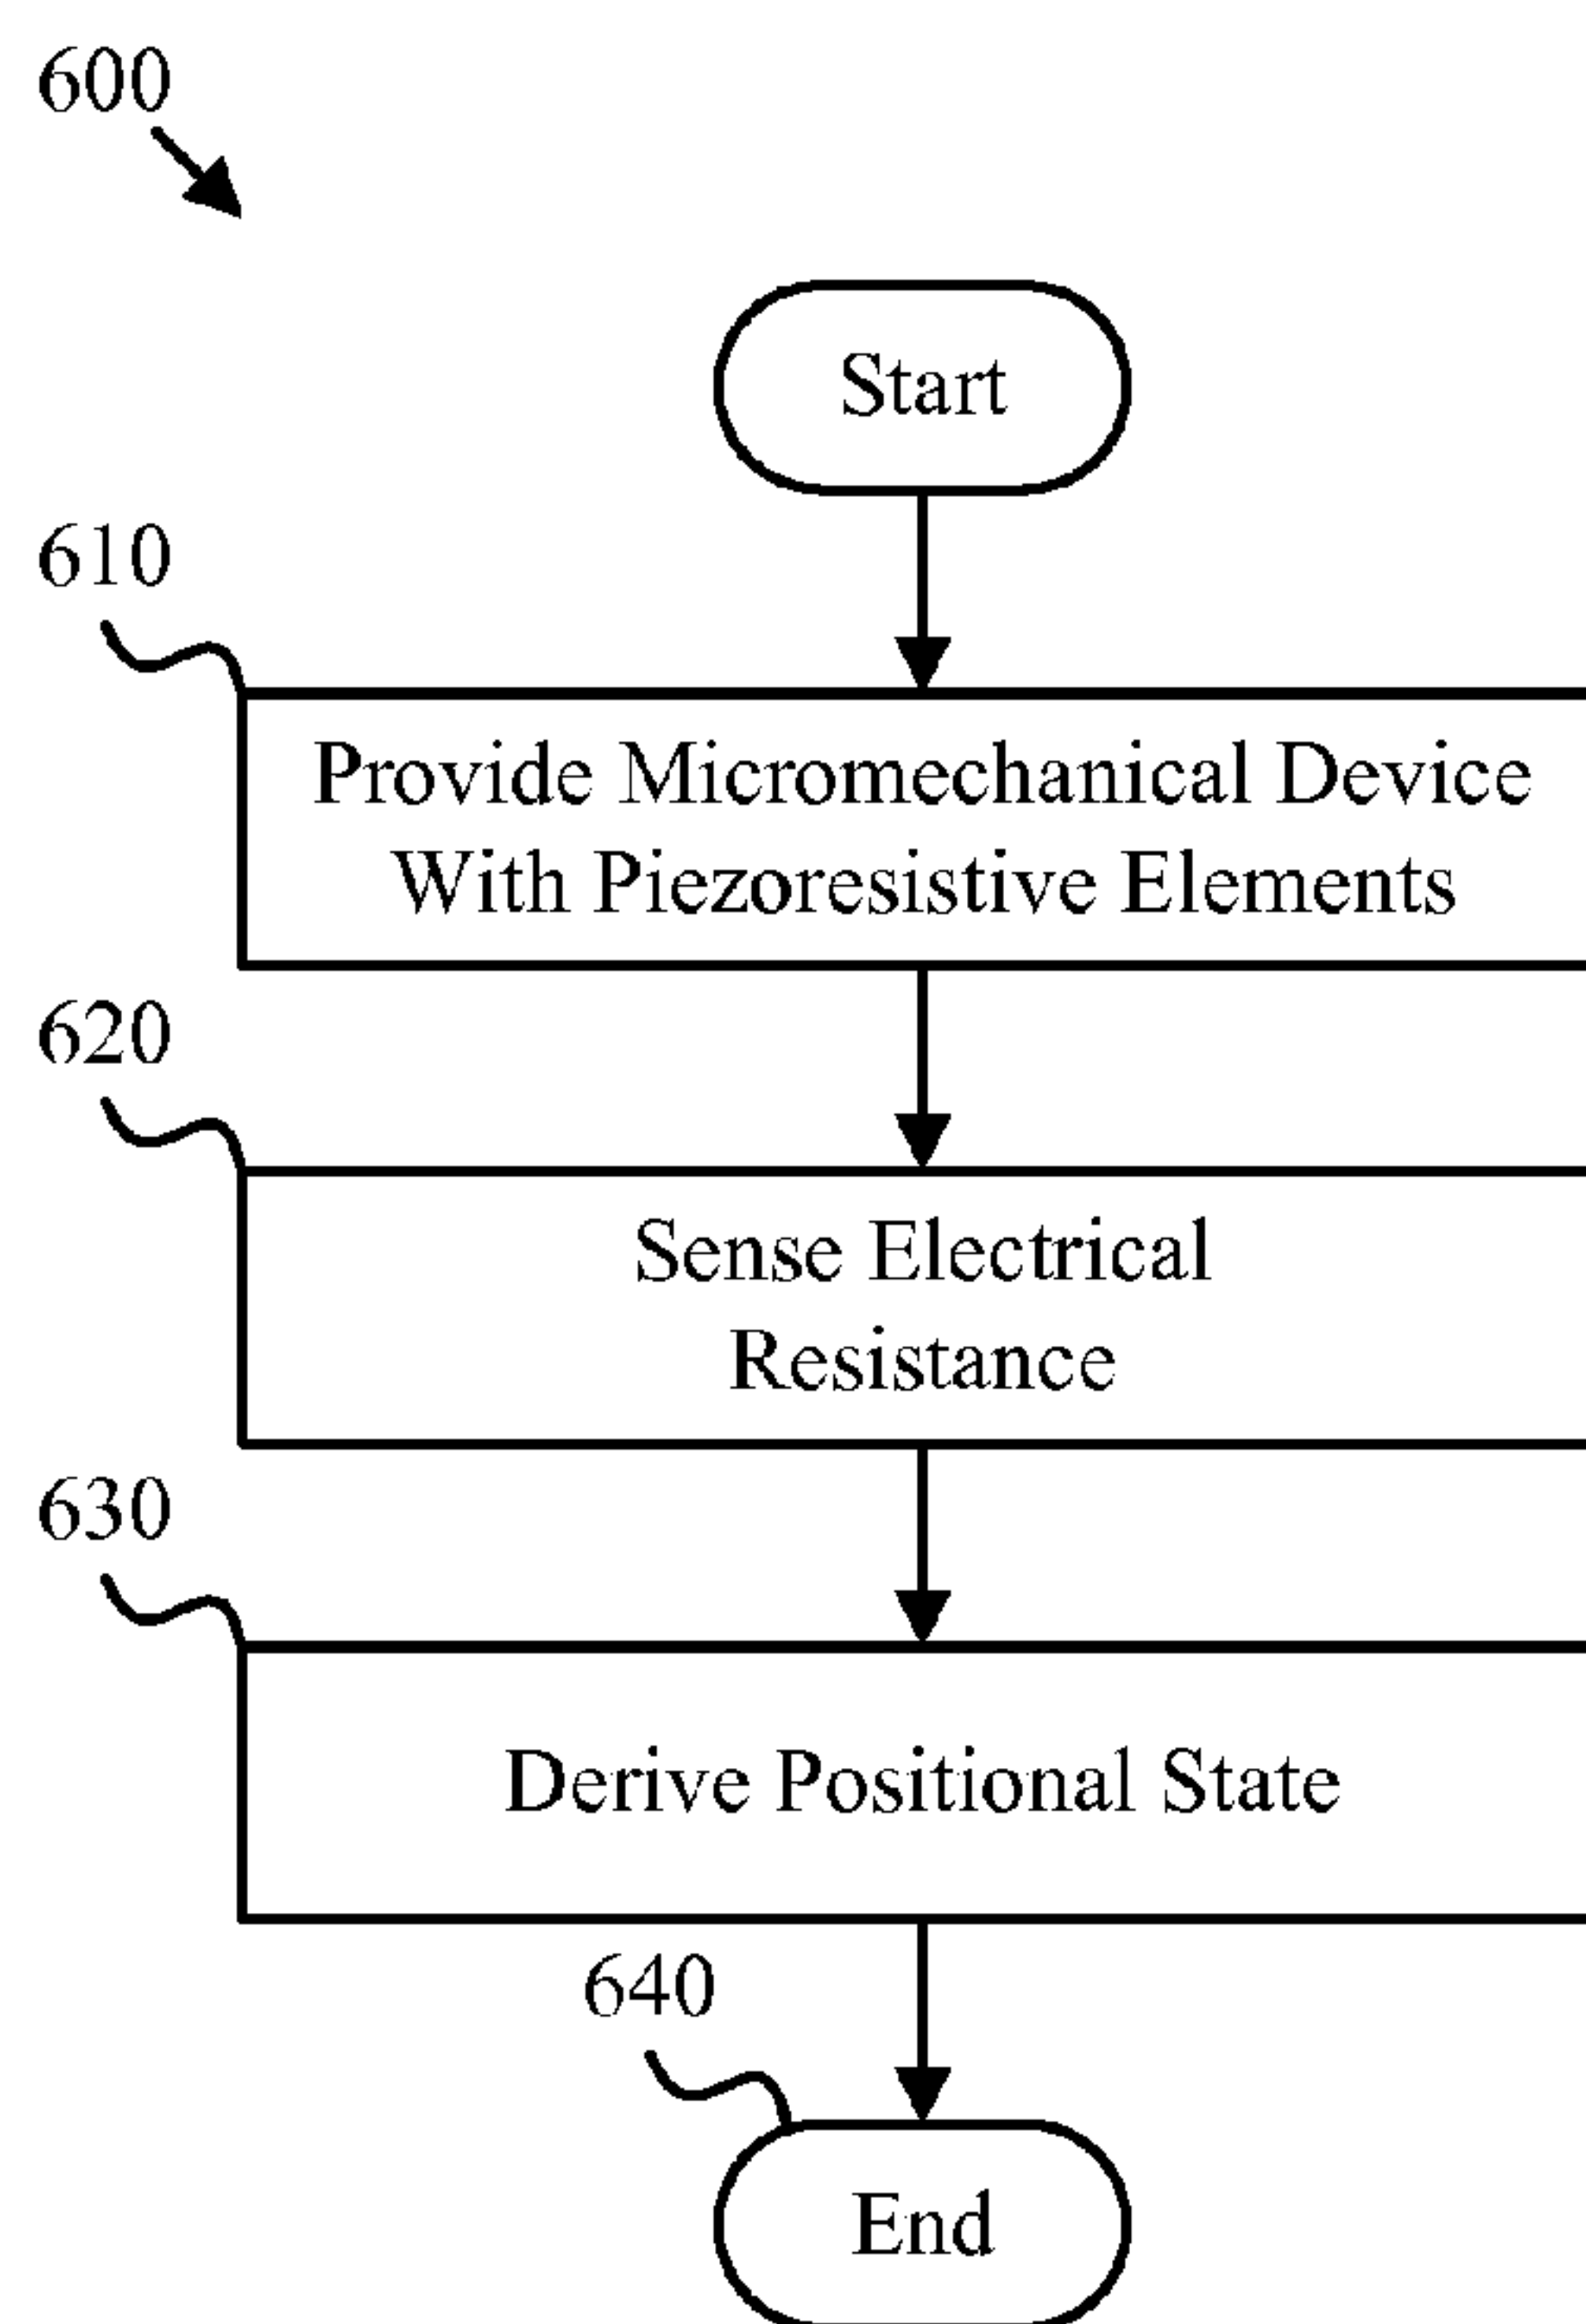 600
Start
610
Provide Micromechanical Device
With Piezoresistive Elements
620
Sense Electrical
Resistance
630
Derive Positional State
640
End